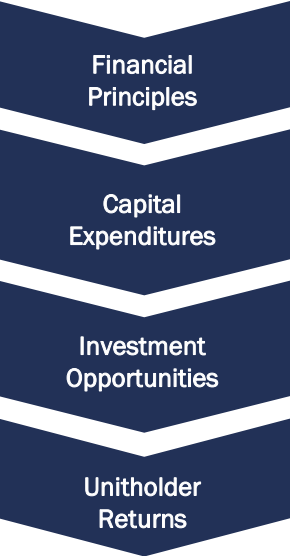 Financial
Principles
Capital
Expenditures
Investment
Opportunities
Unitholder
Returns